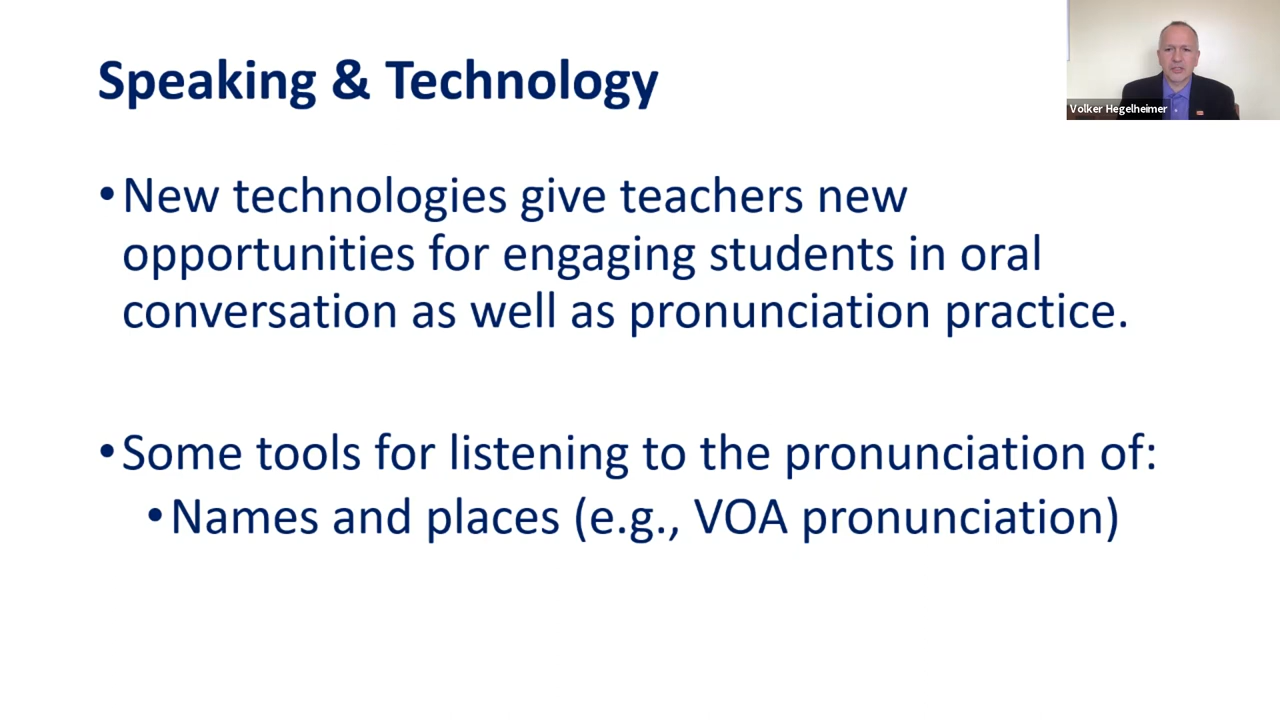 Speaking & Technology
Volker Hegelheimer
•New technologies give teachers new
opportunities for engaging students in oral
conversation as well as pronunciation practice.
•Some tools for listening to the pronunciation of:
•Names and places (e.g., VOA pronunciation)